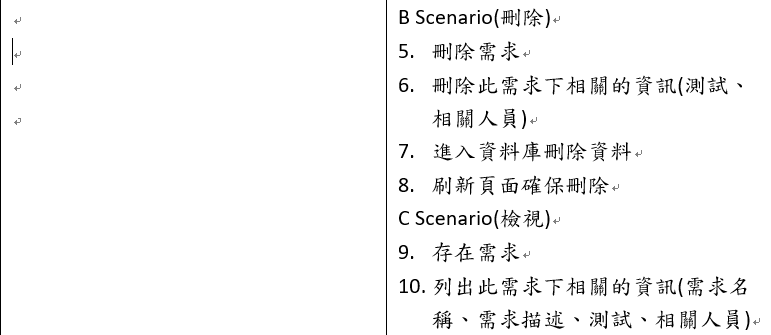 B Scenario(刪除)
5. 刪除需求
6. 刪除此需求下相關的資訊(測試、
相關人員)
7. 進入資料庫刪除資料
8. 刷新頁面確保刪除
C Scenario(檢視)
9. 存在需求
10. 列出此需求下相關的資訊(需求名
稱、需求描述、測試、相關人員)